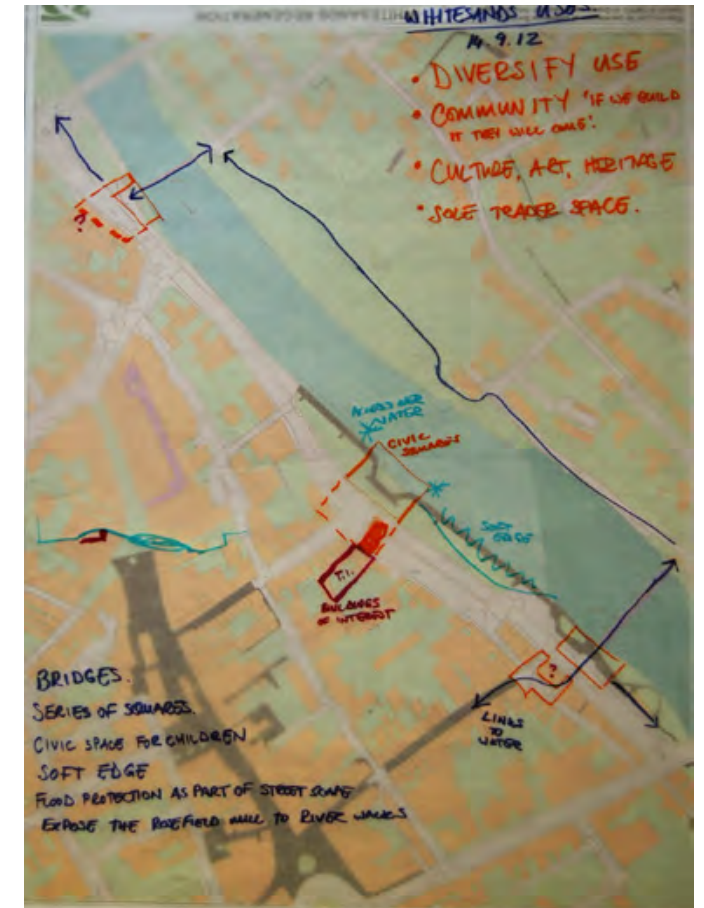 WHITESANDS REGENERATION
WHITESANDS USES.
14.9.12
• DIVERSIFY USE
• COMMUNITY 'IF WE BUILD
IT THEY WILL COME'.
• CULTURE, ART, HERITAGE
• SOLE TRADER SPACE.
?
WATER
CIVIC
SQUARES
SOFT
EDGE
T.I.
BUILDINGS
OF INTEREST
?
LINKS
TO
WATER
BRIDGES.
SERIES OF SQUARES.
CIVIC SPACE FOR CHILDREN
SOFT EDGE
FLOOD PROTECTION AS PART OF STREET SCAPE
EXPOSE THE ROSEFIELD MILL TO RIVER WALKS